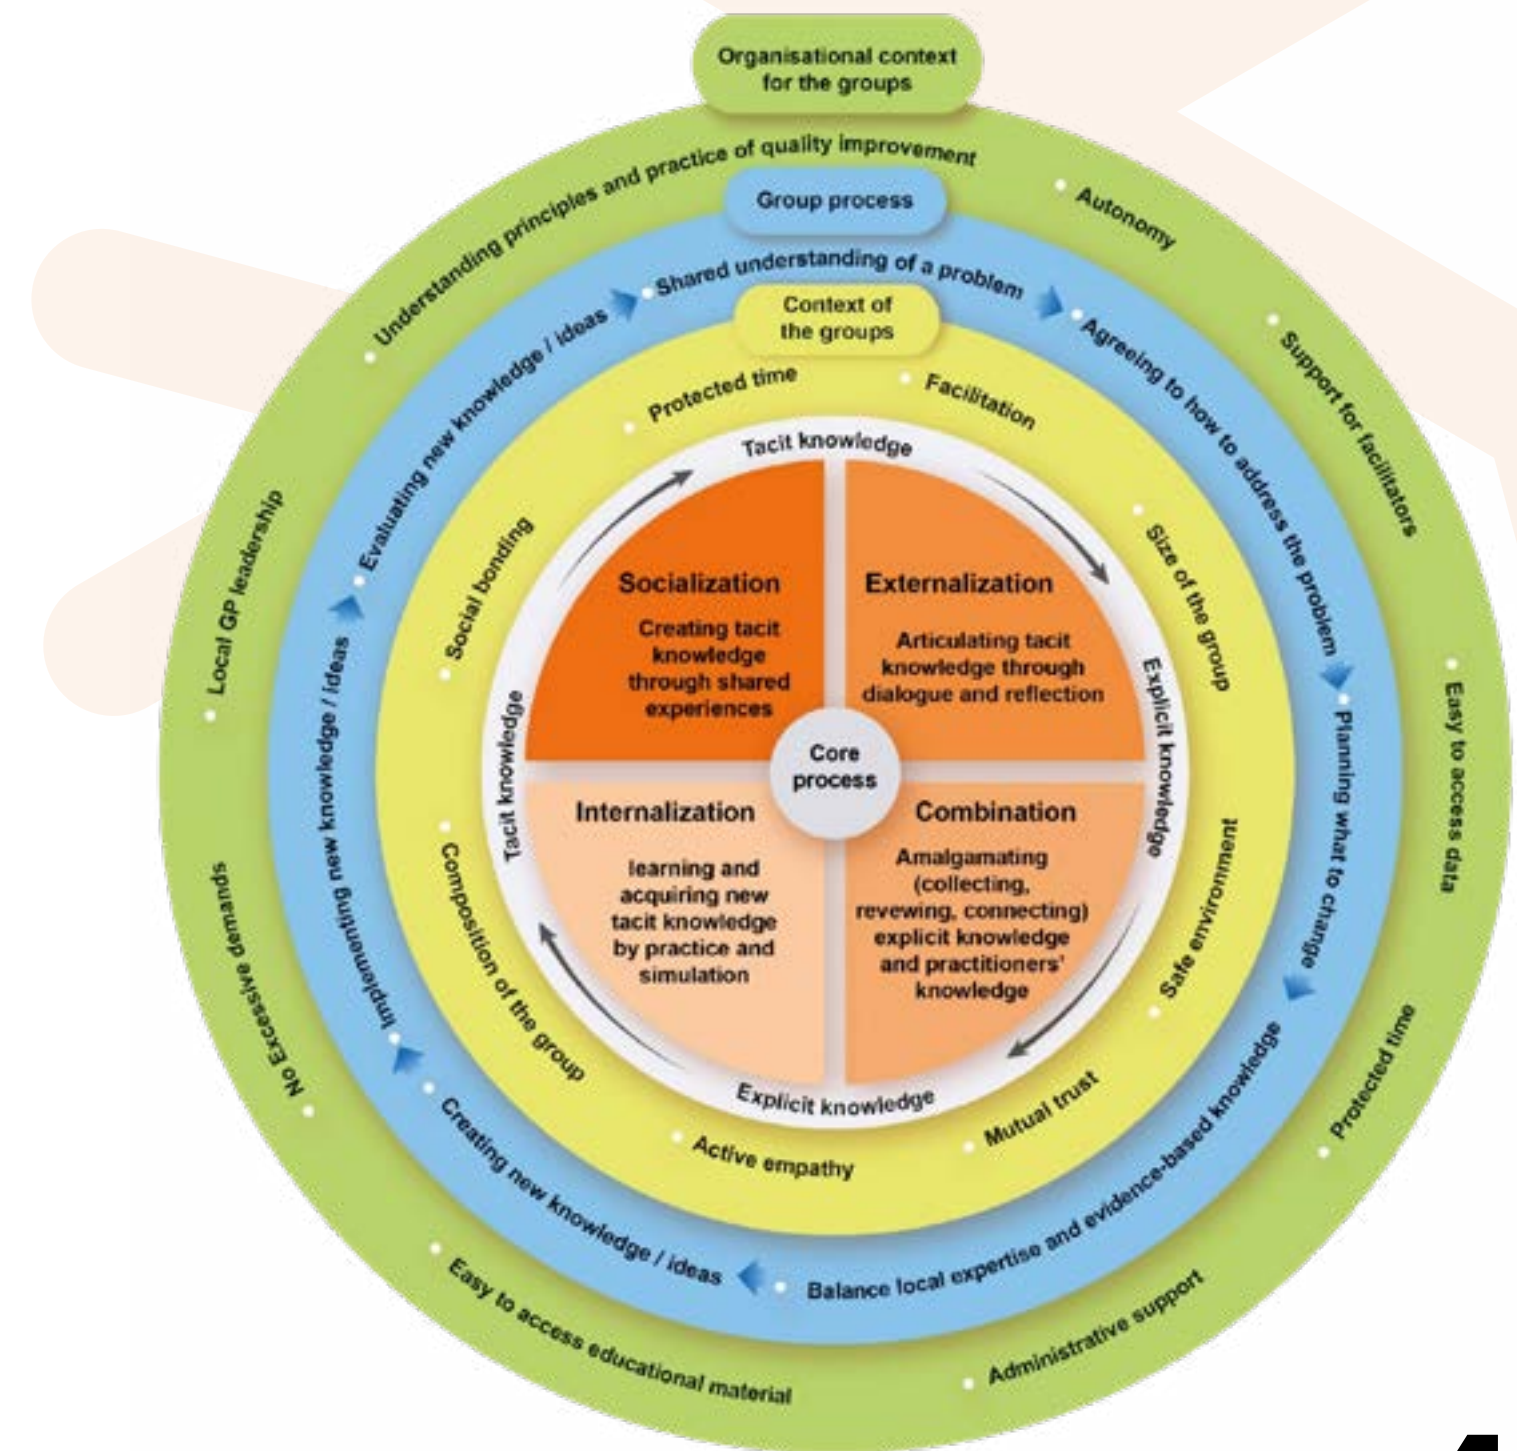 Organisational context
for the groups
Understanding principles and practice of quality improvement
Autonomy
Support for facilitators
Easy to access data
Protected time
Administrative support
Easy to access educational material
No Excessive demands
Local GP leadership
Group process
Shared understanding of a problem
Agreeing to how to address the problem
Planning what to change
Balance local expertise and evidence-based knowledge
Creating new knowledge / ideas
Implementing new knowledge / ideas
Evaluating new knowledge / ideas
Context of
the groups
Protected time
Facilitation
Size of the group
Safe environment
Mutual trust
Active empathy
Composition of the group
Social bonding
Tacit knowledge
Explicit knowledge
Explicit knowledge
Tacit knowledge
Socialization
Creating tacit
knowledge
through shared
experiences
Externalization
Articulating tacit
knowledge through
dialogue and reflection
Core
process
Internalization
learning and
acquiring new
tacit knowledge
by practice and
simulation
Combination
Amalgamating
(collecting,
revewing, connecting)
explicit knowledge
and practitioners'
knowledge